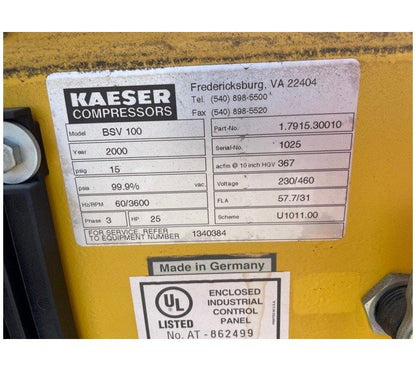 KAESER
COMPRESSORS
Fredericksburg, VA 22404
Tel. (540) 898-5500
Fax (540) 898-5520
Model BSV 100 Part-No. 1.7915.30010
Year 2000 Serial-No. 1025
psig 15 acfm @ 10 inch HGV 367
psia 99.9% vac. Voltage 230/460
Hz/RPM 60/3600 FLA 57.7/31
Phase 3 HP 25 Scheme U1011.00
FOR SERVICE, REFER
TO EQUIPMENT NUMBER 1340384
Made in Germany
UL
LISTED
ENCLOSED
INDUSTRIAL
CONTROL
PANEL
No. AT-862499